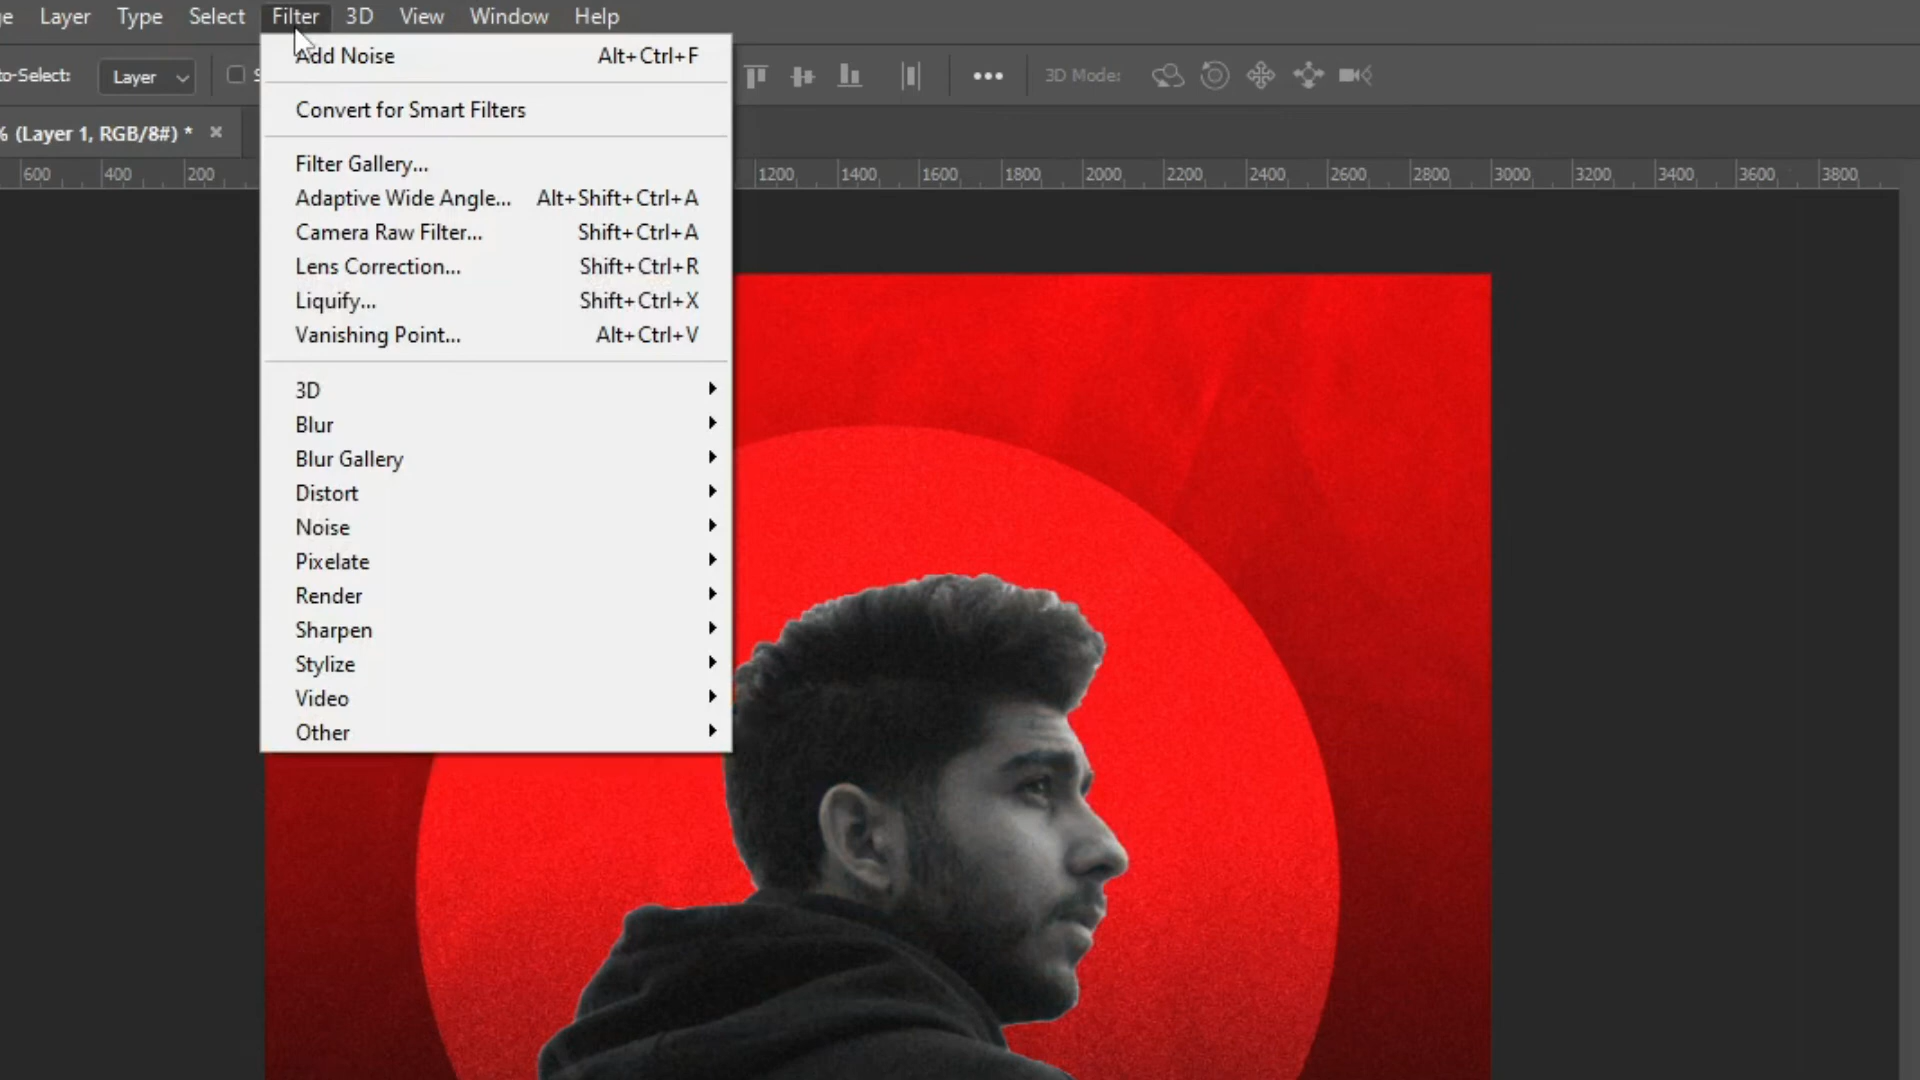 ge Layer Type Select Filter 3D View Window Help
to-Select: Layer S 3D Mode:
% (Layer 1, RGB/8#) * ×
600 400 200 1200 1400 1600 1800 2000 2200 2400 2600 2800 3000 3200 3400 3600 3800
Add Noise Alt+Ctrl+F
Convert for Smart Filters
Filter Gallery...
Adaptive Wide Angle... Alt+Shift+Ctrl+A
Camera Raw Filter... Shift+Ctrl+A
Lens Correction... Shift+Ctrl+R
Liquify... Shift+Ctrl+X
Vanishing Point... Alt+Ctrl+V
3D
Blur
Blur Gallery
Distort
Noise
Pixelate
Render
Sharpen
Stylize
Video
Other